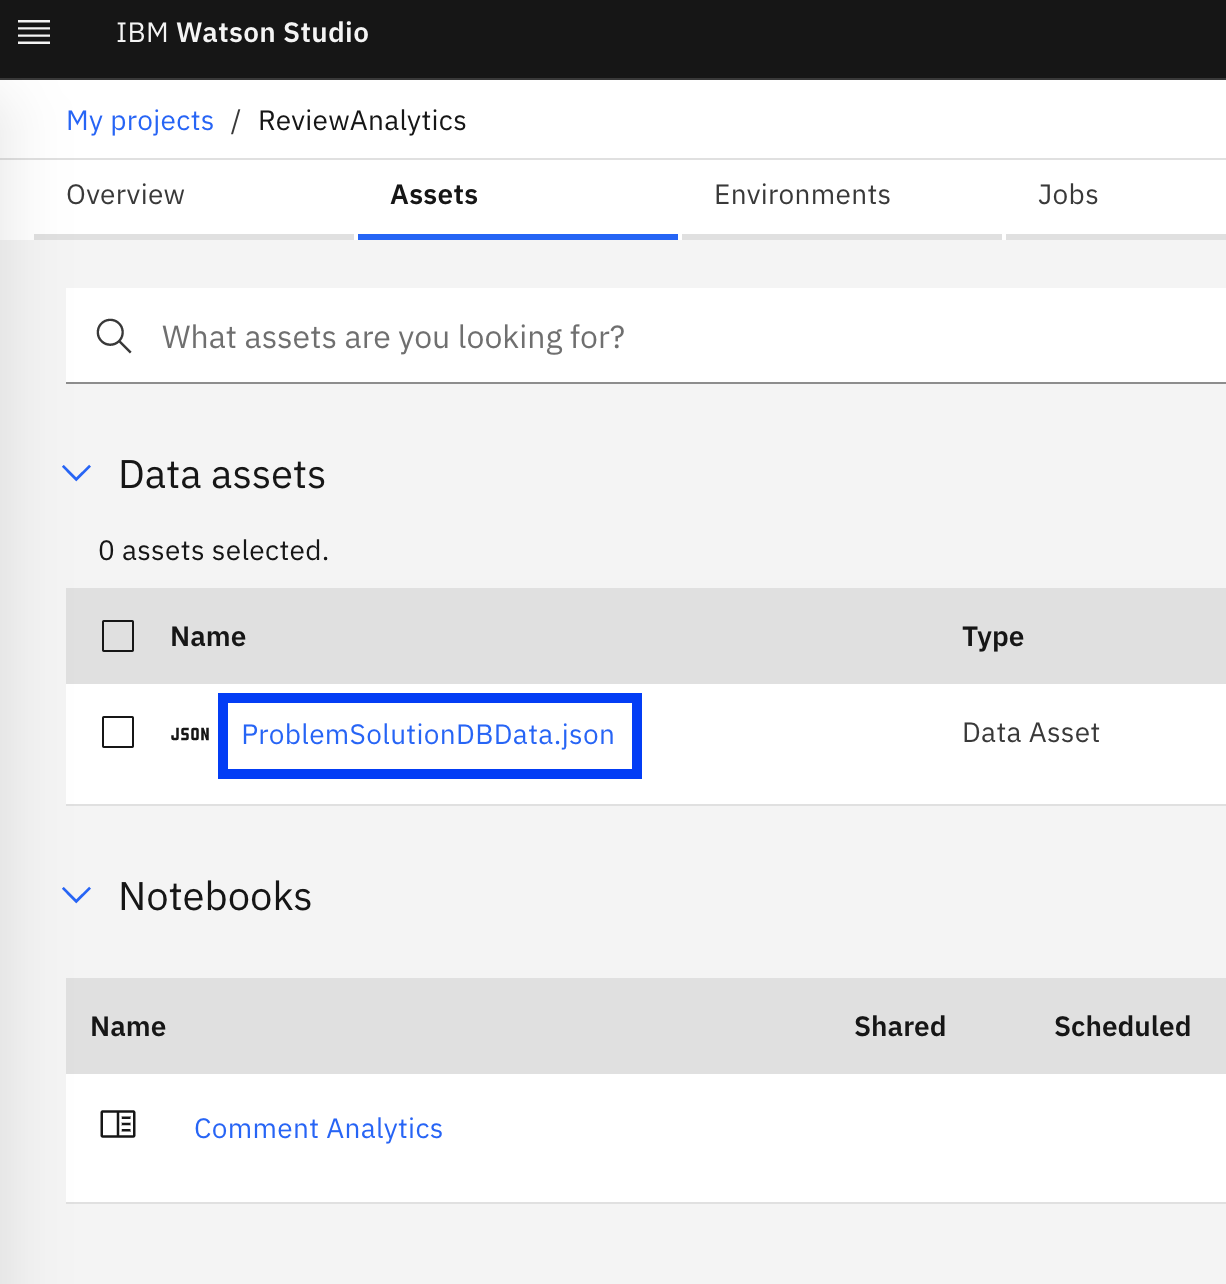 IBM Watson Studio
My projects / ReviewAnalytics
Overview Assets Environments Jobs
What assets are you looking for?
Data assets
0 assets selected.
Name Type
JSON ProblemSolutionDBData.json Data Asset
Notebooks
Name Shared Scheduled
Comment Analytics